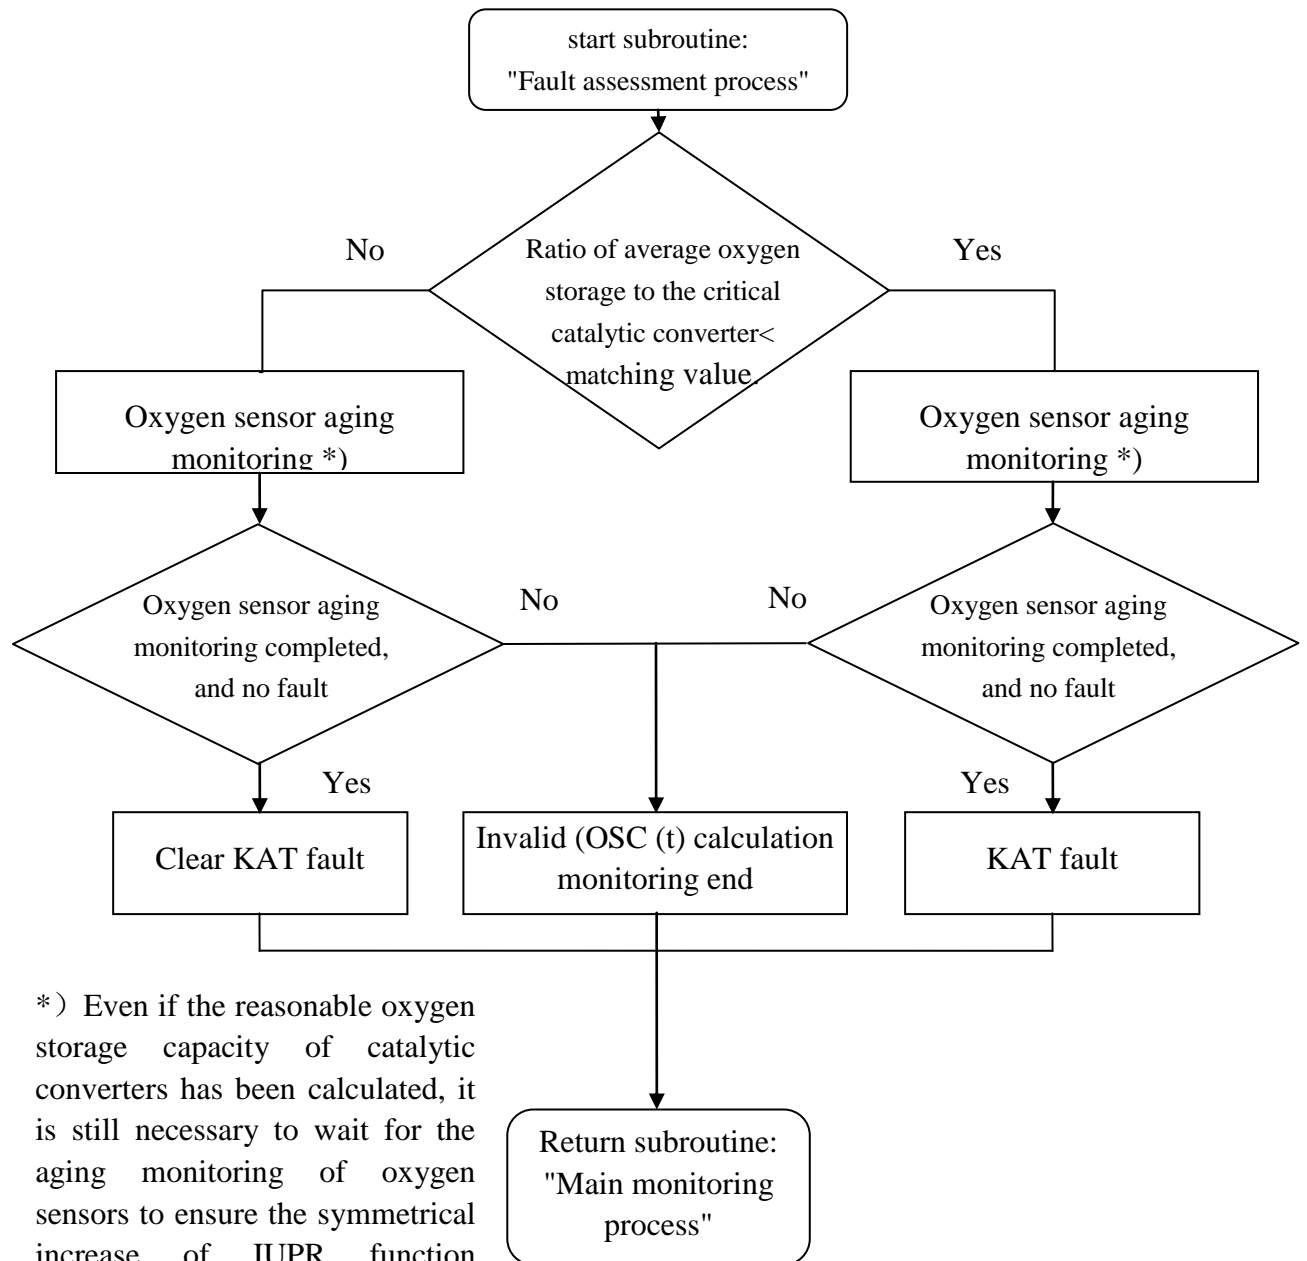 start subroutine:
"Fault assessment process"
No
Yes
Ratio of average oxygen
storage to the critical
catalytic converter<
matching value.
Oxygen sensor aging
monitoring *)
Oxygen sensor aging
monitoring *)
Oxygen sensor aging
monitoring completed,
and no fault
No
No
Oxygen sensor aging
monitoring completed,
and no fault
Yes
Yes
Clear KAT fault
Invalid (OSC (t) calculation
monitoring end
KAT fault
*）Even if the reasonable oxygen
storage capacity of catalytic
converters has been calculated, it
is still necessary to wait for the
aging monitoring of oxygen
sensors to ensure the symmetrical
increase of IUPR function
Return subroutine:
"Main monitoring
process"